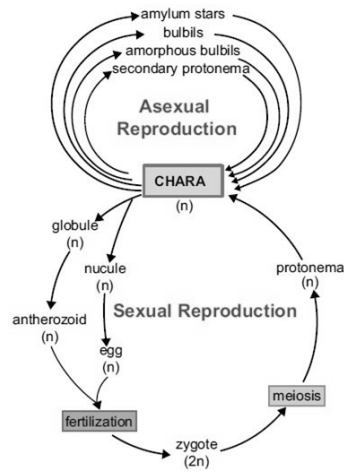 amylum stars
bulbils
amorphous bulbils
secondary protonema
Asexual
Reproduction
CHARA
(n)
globule
(n)
nucule
(n)
protonema
(n)
Sexual Reproduction
antherozoid
(n)
egg
(n)
meiosis
fertilization
zygote
(2n)